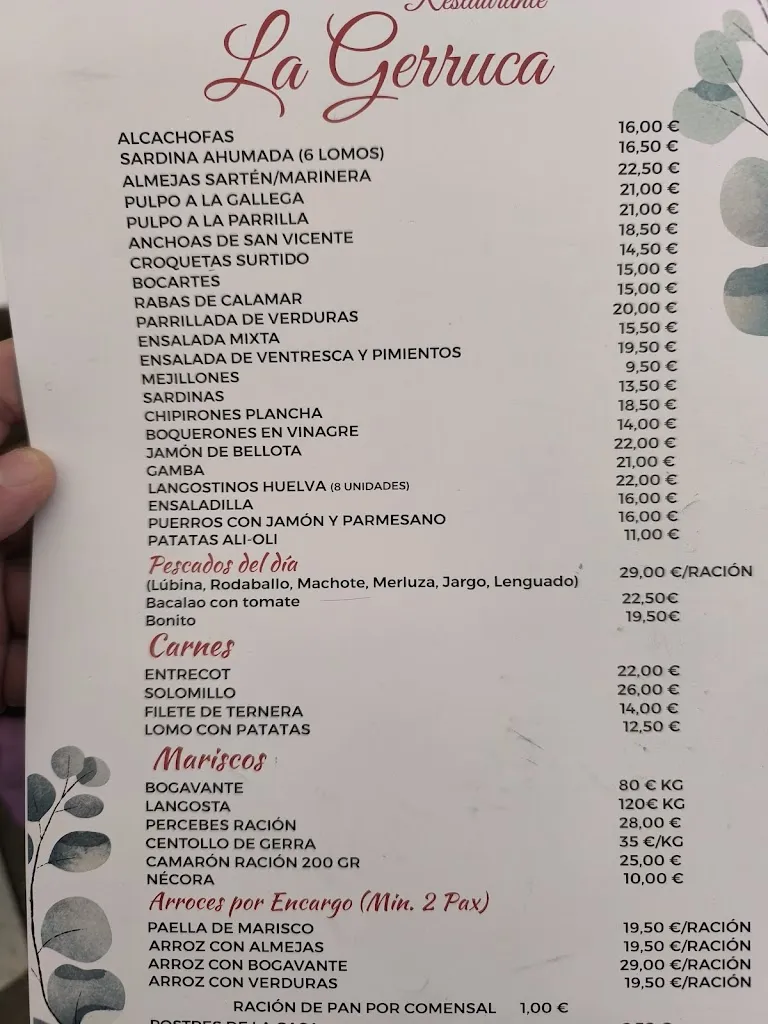 Restaurante
La Gerruca
ALCACHOFAS 16,00 €
SARDINA AHUMADA (6 LOMOS) 16,50 €
ALMEJAS SARTÉN/MARINERA 22,50 €
PULPO A LA GALLEGA 21,00 €
PULPO A LA PARRILLA 21,00 €
ANCHOAS DE SAN VICENTE 18,50 €
CROQUETAS SURTIDO 14,50 €
BOCARTES 15,00 €
RABAS DE CALAMAR 15,00 €
PARRILLADA DE VERDURAS 20,00 €
ENSALADA MIXTA 15,50 €
ENSALADA DE VENTRESCA Y PIMIENTOS 19,50 €
MEJILLONES 9,50 €
SARDINAS 13,50 €
CHIPIRONES PLANCHA 18,50 €
BOQUERONES EN VINAGRE 14,00 €
JAMÓN DE BELLOTA 22,00 €
GAMBA 21,00 €
LANGOSTINOS HUELVA (8 UNIDADES) 22,00 €
ENSALADILLA 16,00 €
PUERROS CON JAMÓN Y PARMESANO 16,00 €
PATATAS ALI-OLI 11,00 €
Pescados del día
(Lúbina, Rodaballo, Machote, Merluza, Jargo, Lenguado) 29,00 €/RACIÓN
Bacalao con tomate 22,50€
Bonito 19,50€
Carnes
ENTRECOT 22,00 €
SOLOMILLO 26,00 €
FILETE DE TERNERA 14,00 €
LOMO CON PATATAS 12,50 €
Mariscos
BOGAVANTE 80 € KG
LANGOSTA 120€ KG
PERCEBES RACIÓN 28,00 €
CENTOLLO DE GERRA 35 €/KG
CAMARÓN RACIÓN 200 GR 25,00 €
NÉCORA 10,00 €
Arroces por Encargo (Min. 2 Pax)
PAELLA DE MARISCO 19,50 €/RACIÓN
ARROZ CON ALMEJAS 19,50 €/RACIÓN
ARROZ CON BOGAVANTE 29,00 €/RACIÓN
ARROZ CON VERDURAS 19,50 €/RACIÓN
RACIÓN DE PAN POR COMENSAL 1,00 €